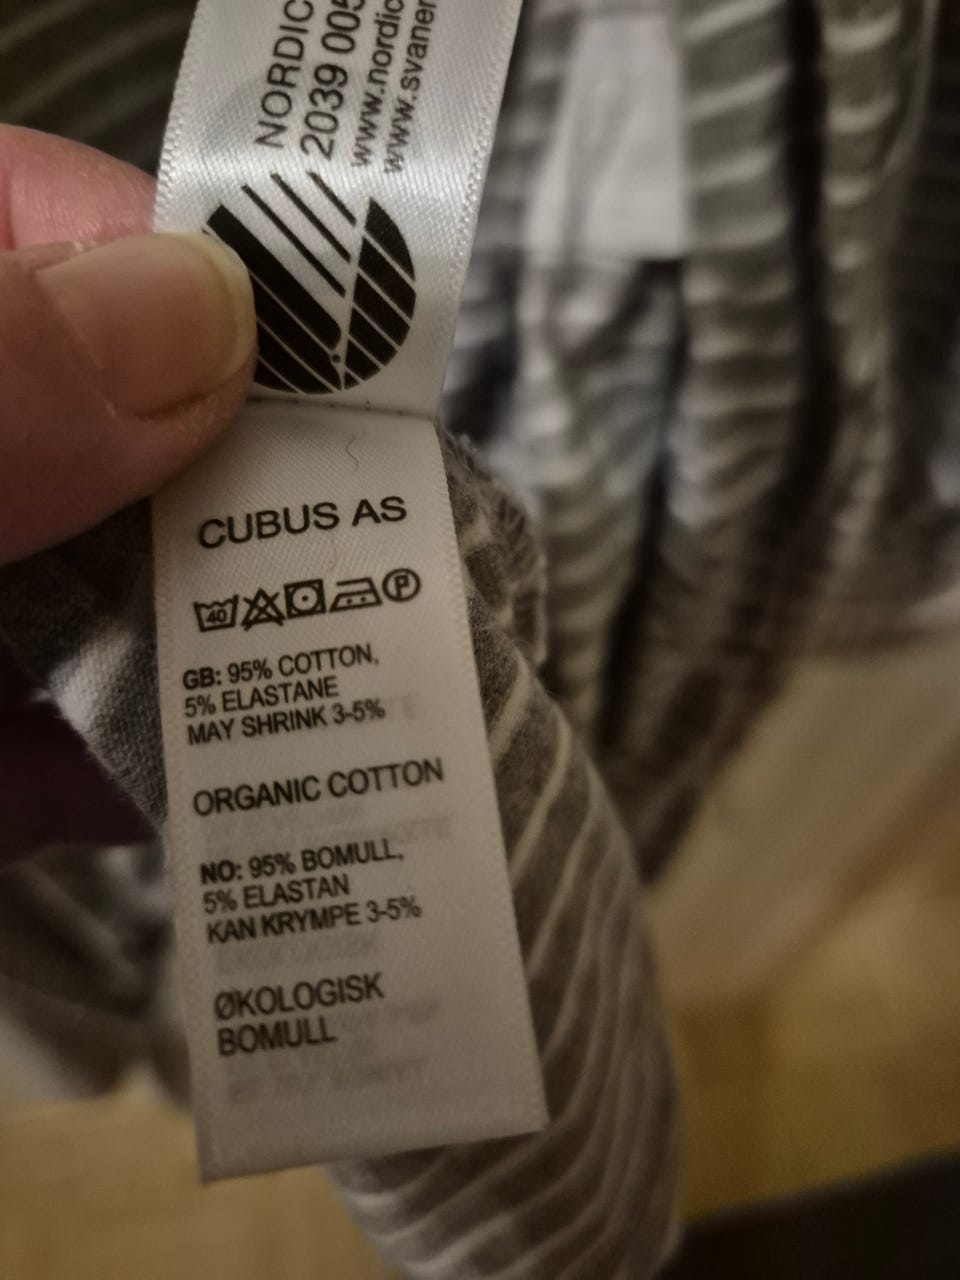 NORDIC
2039 005
www.nordic
www.svaner
CUBUS AS
40 P
GB: 95% COTTON,
5% ELASTANE
MAY SHRINK 3-5%
ORGANIC COTTON
NO: 95% BOMULL,
5% ELASTAN
KAN KRYMPE 3-5%
ØKOLOGISK
BOMULL